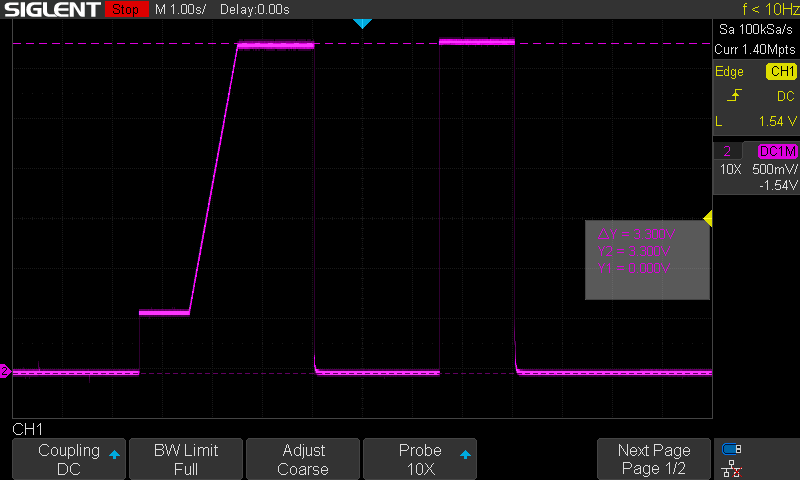 SIGLENT Stop M 1.00s/ Delay:0.00s f < 10Hz
Sa 100kSa/s
Curr 1.40Mpts
Edge CH1
DC
L 1.54 V
2 DC1M
10X 500mV/
-1.54V
2
CH1
Coupling
DC
BW Limit
Full
Adjust
Coarse
Probe
10X
Next Page
Page 1/2